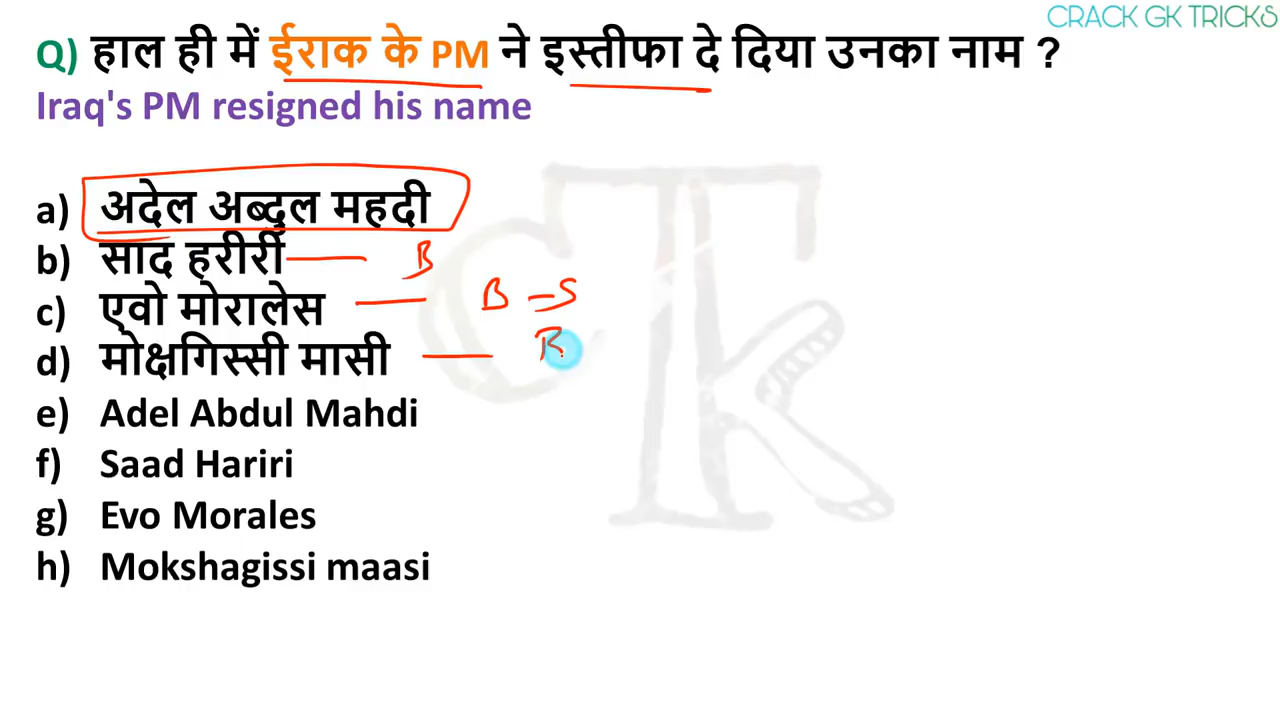 CRACK GK TRICKS
Q) हाल ही में ईराक के PM ने इस्तीफा दे दिया उनका नाम ?
Iraq's PM resigned his name
a) अदेल अब्दुल महदी
b) साद हरीरी B
c) एवो मोरालेस B = S
d) मोक्षगिस्सी मासी
e) Adel Abdul Mahdi
f) Saad Hariri
g) Evo Morales
h) Mokshagissi maasi